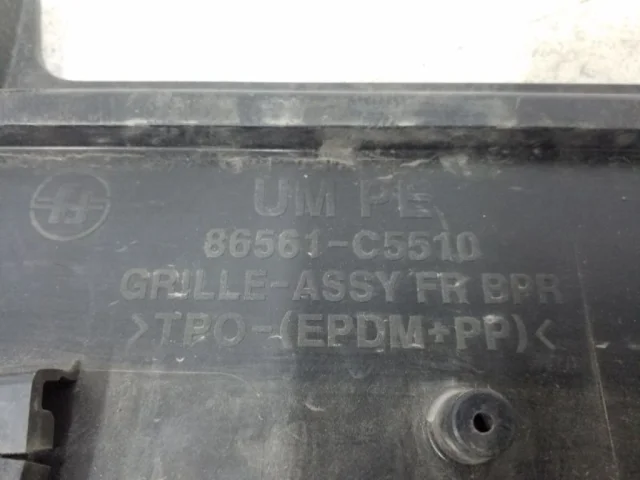 UM PE
86561-C5510
GRILLE-ASSY FR BPR
>TPO-(EPDM+PP)<